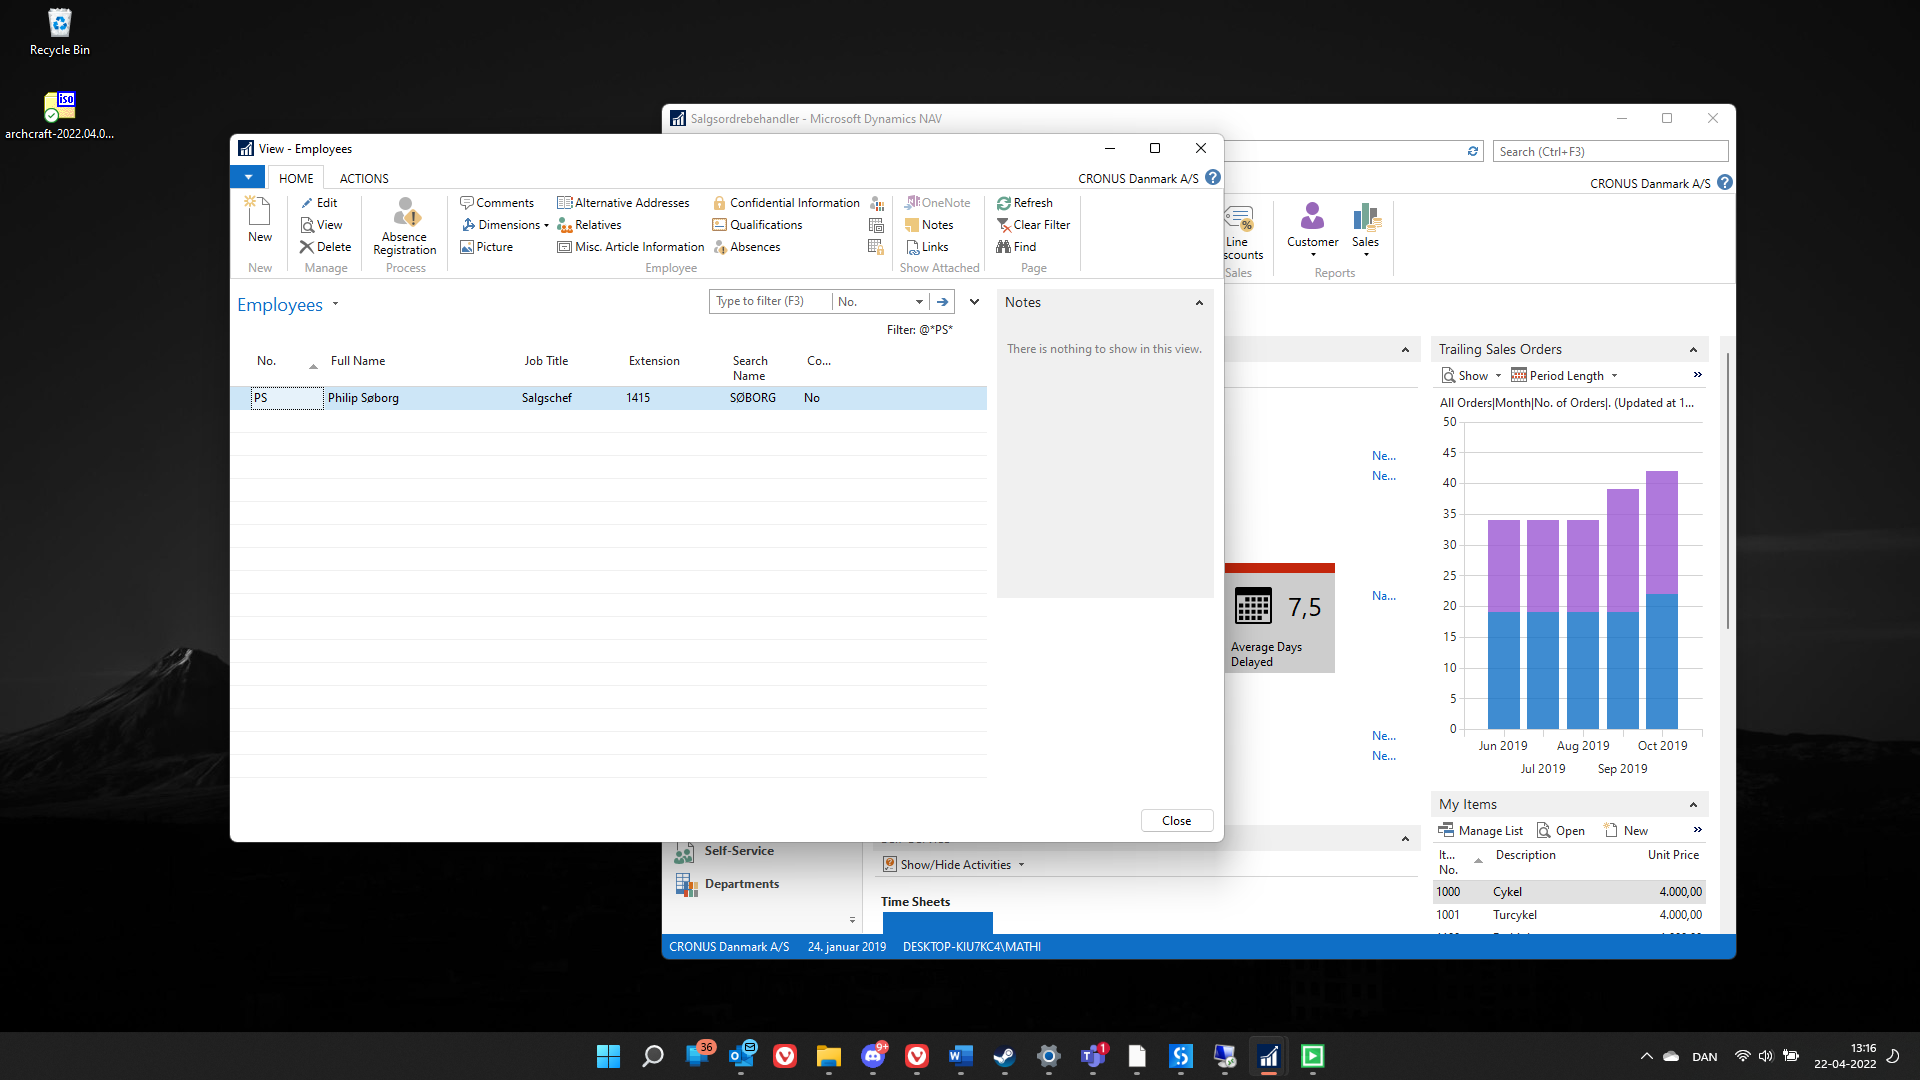 Recycle Bin
archcraft-2022.04.0...
Salgsordrebehandler - Microsoft Dynamics NAV
Search (Ctrl+F3)
CRONUS Danmark A/S
Line
scounts
Sales
Customer
Sales
Reports
View - Employees
HOME
ACTIONS
CRONUS Danmark A/S
New
New
Edit
View
Delete
Manage
Absence
Registration
Process
Comments
Dimensions
Picture
Alternative Addresses
Relatives
Misc. Article Information
Confidential Information
Qualifications
Absences
Employee
OneNote
Notes
Links
Show Attached
Refresh
Clear Filter
Find
Page
Employees
Type to filter (F3)
No.
Filter: @*PS*
No.
Full Name
Job Title
Extension
Search
Name
Co...
PS
Philip Søborg
Salgschef
1415
SØBORG
No
Notes
There is nothing to show in this view.
Close
Ne...
Ne...
7,5
Average Days
Delayed
Na...
Ne...
Ne...
Trailing Sales Orders
Show
Period Length
All Orders|Month|No. of Orders|. (Updated at 1...
50
45
40
35
30
25
20
15
10
5
0
Jun 2019
Aug 2019
Oct 2019
Jul 2019
Sep 2019
My Items
Manage List
Open
New
It...
No.
Description
Unit Price
1000
Cykel
4.000,00
1001
Turcykel
4.000,00
Self-Service
Departments
Show/Hide Activities
Time Sheets
CRONUS Danmark A/S
24. januar 2019
DESKTOP-KIU7KC4\MATHI
36
9+
1
DAN
13:16
22-04-2022